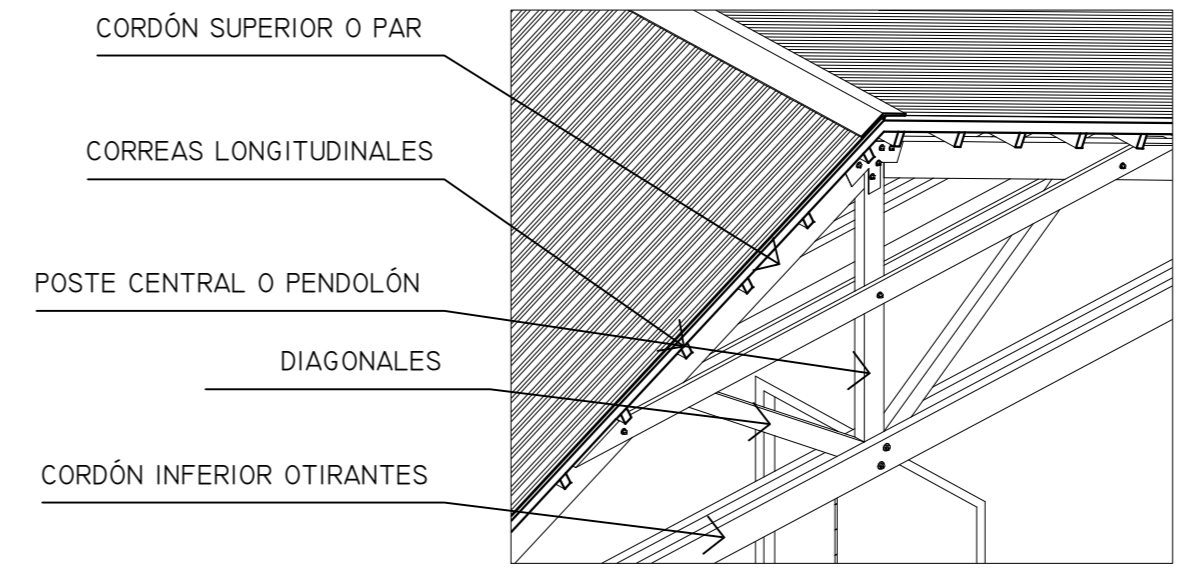 CORDÓN SUPERIOR O PAR
CORREAS LONGITUDINALES
POSTE CENTRAL O PENDOLÓN
DIAGONALES
CORDÓN INFERIOR OTIRANTES